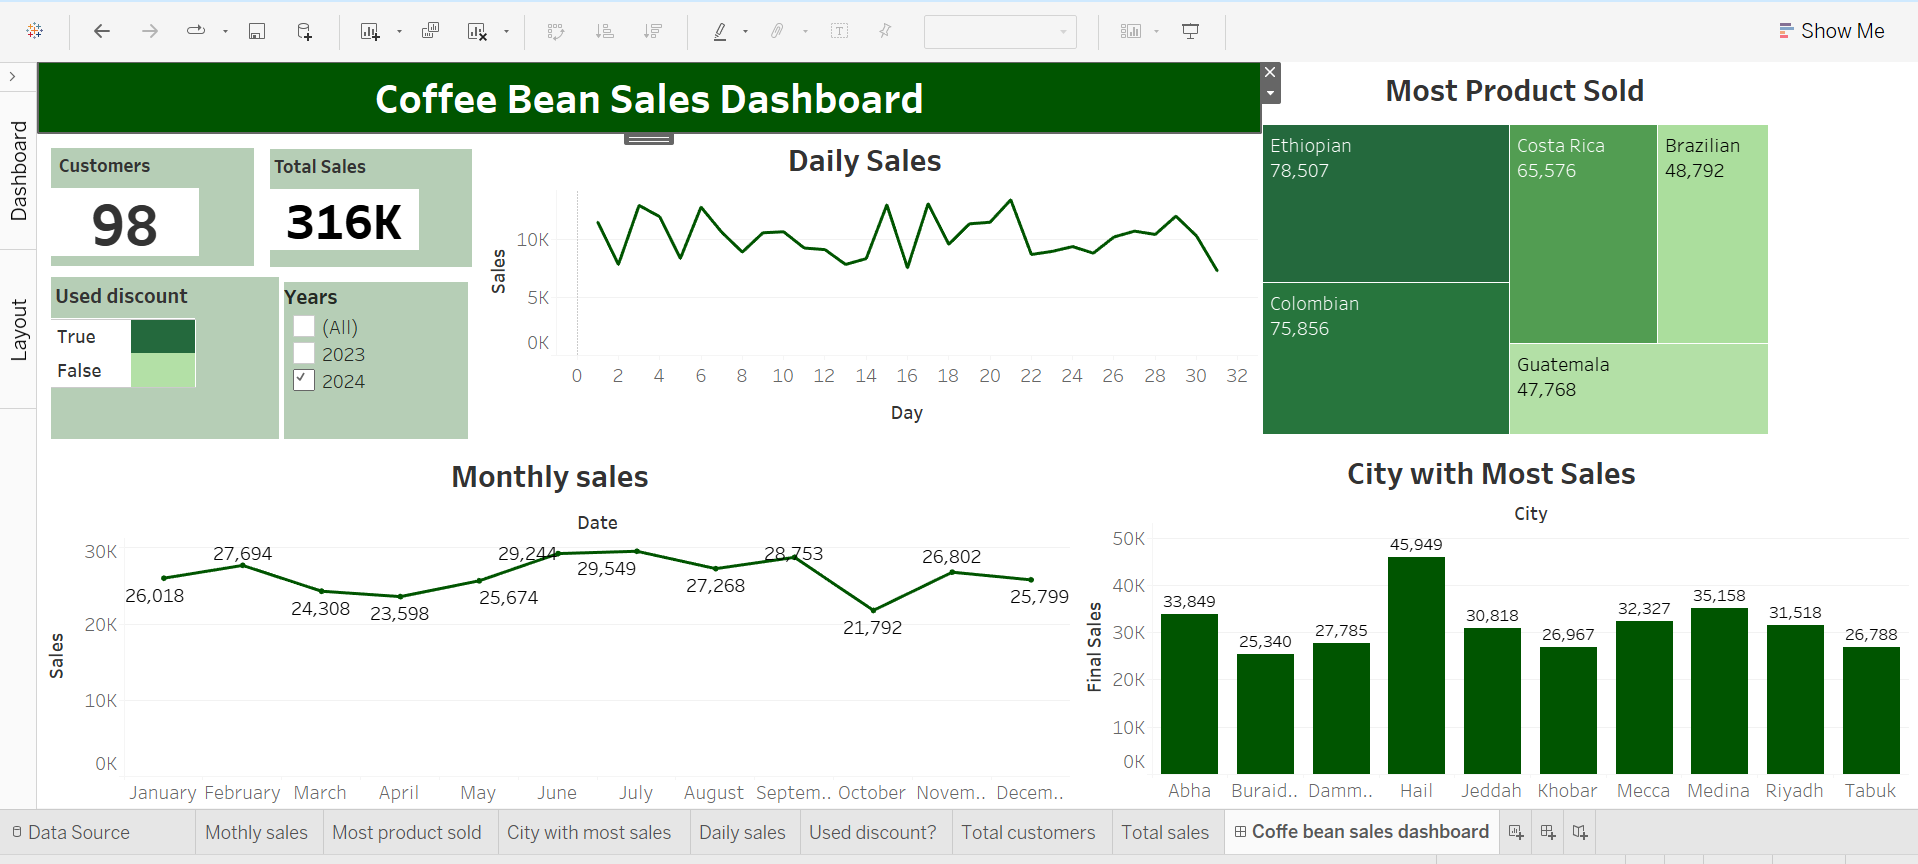 Show Me
Dashboard
Layout
Coffee Bean Sales Dashboard
Customers
98
Total Sales
316K
Used discount
True
False
Years
(All)
2023
2024
Daily Sales
Sales
10K
5K
0K
0 2 4 6 8 10 12 14 16 18 20 22 24 26 28 30 32
Day
Most Product Sold
Ethiopian
78,507
Colombian
75,856
Costa Rica
65,576
Brazilian
48,792
Guatemala
47,768
Monthly sales
Date
Sales
30K
20K
10K
0K
26,018
27,694
24,308
23,598
25,674
29,244
29,549
27,268
28,753
21,792
26,802
25,799
January February March April May June July August Septem.. October Novem.. Decem..
City with Most Sales
City
Final Sales
50K
40K
30K
20K
10K
0K
33,849
25,340
27,785
45,949
30,818
26,967
32,327
35,158
31,518
26,788
Abha Buraid.. Damm.. Hail Jeddah Khobar Mecca Medina Riyadh Tabuk
Data Source Mothly sales Most product sold City with most sales Daily sales Used discount? Total customers Total sales Coffe bean sales dashboard